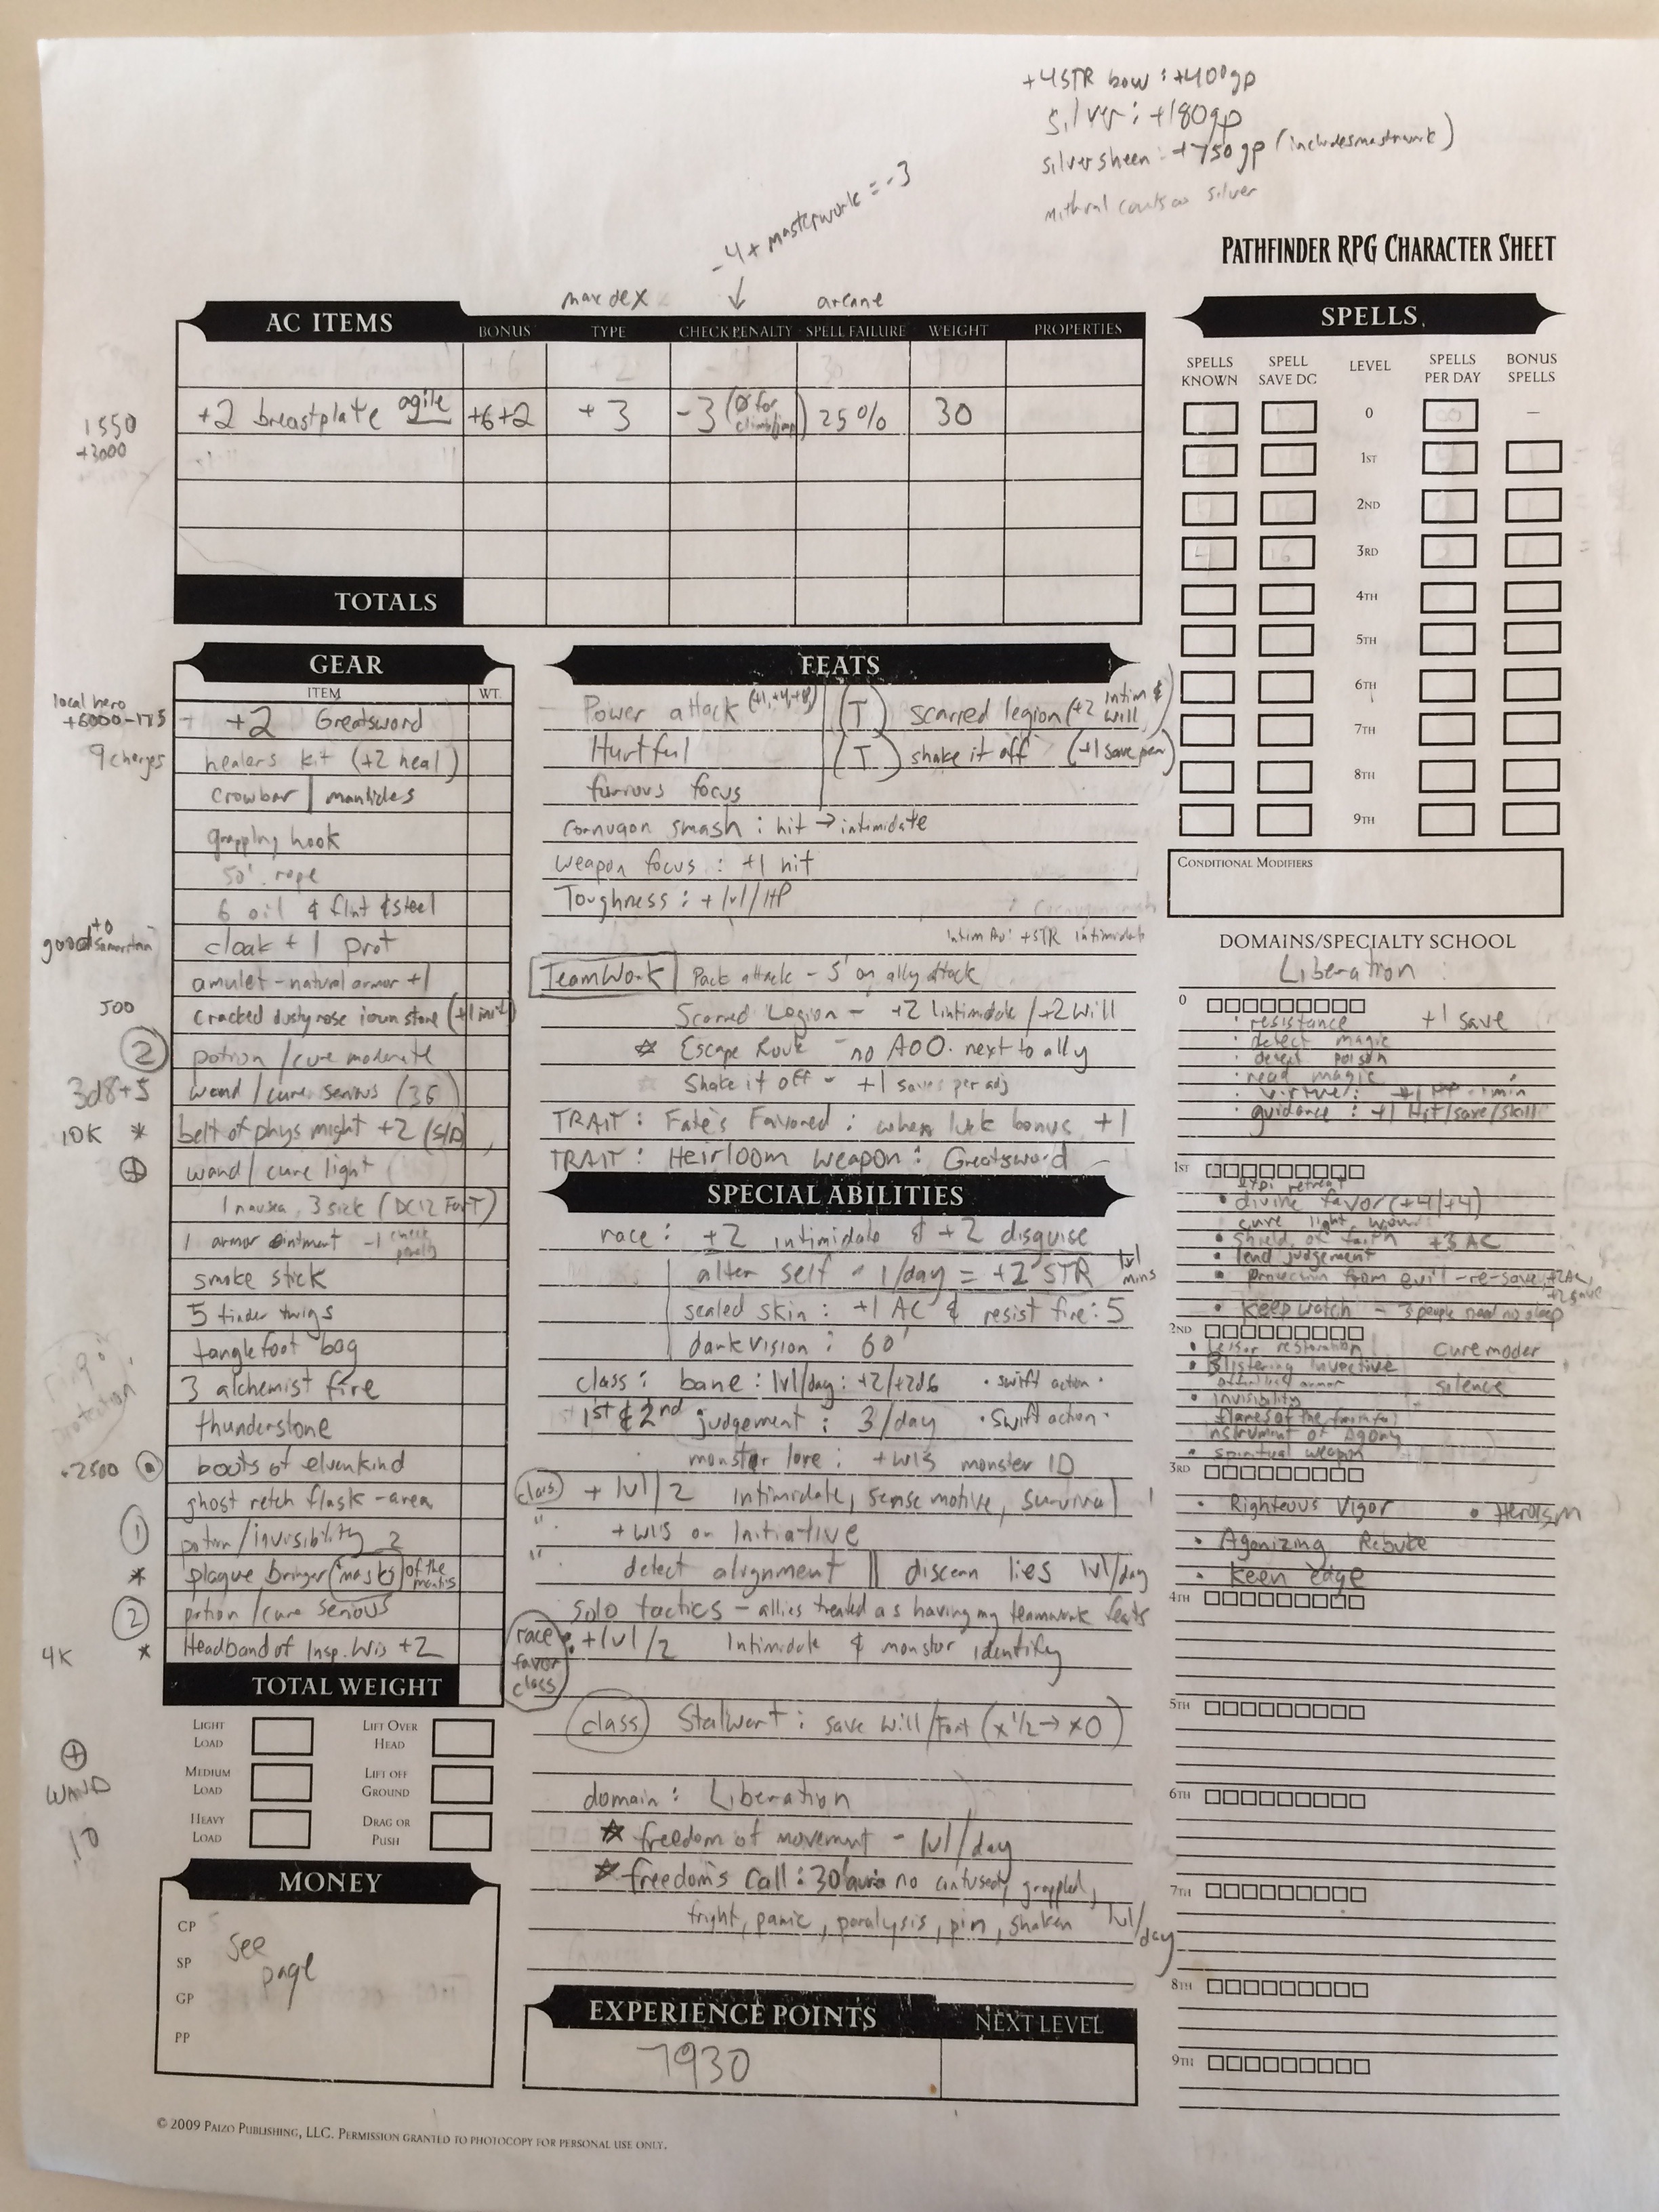 +4 STR bow : +400gp
silver : +180gp
silversheen : +750gp (includes masterwork)
mithral counts as silver
-4 + masterwork = -3
PATHFINDER RPG CHARACTER SHEET
max dex
arcane
AC ITEMS
BONUS
TYPE
CHECK PENALTY
SPELL FAILURE
WEIGHT
PROPERTIES
+6
+2
30
1550
+3000
+2 breastplate agile
+6+2
+3
-3 (0 for climb/jmp)
25%
30
TOTALS
SPELLS
SPELLS KNOWN
SPELL SAVE DC
LEVEL
SPELLS PER DAY
BONUS SPELLS
0
—
1ST
2ND
3RD
16
4TH
5TH
6TH
7TH
8TH
9TH
CONDITIONAL MODIFIERS
GEAR
ITEM
WT.
local hero
+6000-175
+2 Greatsword
9 charges
healers kit (+2 heal)
crowbar | manicles
grappling hook
50' rope
6 oil & flint & steel
+0
good samaritan
cloak +1 prot
amulet - natural armor +1
500
cracked dusty rose ioun stone (+1 init)
2
potion / cure moderate
3d8+5
wand / cure serious (36)
10K *
belt of phys might +2 (S/D)
wand / cure light
1 nausea, 3 sick (DC12 FORT)
1 armor ointment -1 check penalty
smoke stick
5 tinder twigs
tanglefoot bag
3 alchemist fire
thunderstone
2500
boots of elvenkind
ghost retch flask - area
1
potion / invisibility 2
*
plague bringer (mask) of the mantis
2
potion / cure serious
4K *
Headband of Insp. Wis +2
TOTAL WEIGHT
LIGHT LOAD
LIFT OVER HEAD
MEDIUM LOAD
LIFT OFF GROUND
HEAVY LOAD
DRAG OR PUSH
WAND
10
MONEY
CP 5
SP
GP
PP
see page
FEATS
Power attack (+1, +4, +8)
(T) scarred legion (+2 intim & will)
Hurtful
(T) shake it off (+1 save per)
furious focus
cornugon smash : hit → intimidate
weapon focus : +1 hit
Toughness : + lvl/HP
intim Adv +STR intimidate
TeamWork | Pack attack - 5' on ally attack
Scarred Legion - +2 intimidate / +2 will
☆ Escape Route - no AOO. next to ally
Shake it off - +1 saves per adj
TRAIT : Fate's Favored : when luck bonus, +1
TRAIT : Heirloom Weapon : Greatsword
SPECIAL ABILITIES
race : +2 intimidate & +2 disguise
alter self - 1/day = +2 STR lvl mins
scaled skin : +1 AC & resist fire : 5
darkvision : 60'
class : bane : lvl/day : +2/+2d6 · swift action ·
1st & 2nd judgement : 3/day · Swift action ·
monster lore : +WIS monster ID
class + lvl/2 Intimidate, sense motive, survival
" +WIS on Initiative
" detect alignment || discern lies lvl/day
solo tactics - allies treated as having my teamwork feats
race favor class : +lvl/2 Intimidate & monster identify
class Stalwart : save will/Fort (x½ → x0)
domain : Liberation
☆ freedom of movement - lvl/day
☆ freedom's call : 30' aura no confused, grappled,
fright, panic, paralysis, pin, shaken lvl/day
EXPERIENCE POINTS
NEXT LEVEL
7930
DOMAINS/SPECIALTY SCHOOL
Liberation :
0
· resistance +1 save
· detect magic
· detect poison
· read magic
· virtue : +1 HP 1 min
· guidance : +1 Hit/save/skill
1ST
expi retreat
• divine favor (+4/+4)
cure light woun
• shield of faith +3 AC
• lend judgement
• protection from evil - re-save, +2 AC, +2 save
• Keep watch - 3 people need no sleep
2ND
• Lesser restoration
cure moder
• Blistering Invective
silence
• invisibility
flames of the faithful
instrument of Agony
• spiritual weapon
3RD
• Righteous Vigor
• Heroism
• Agonizing Rebuke
• Keen edge
4TH
5TH
6TH
7TH
8TH
9TH
© 2009 PAIZO PUBLISHING, LLC. PERMISSION GRANTED TO PHOTOCOPY FOR PERSONAL USE ONLY.